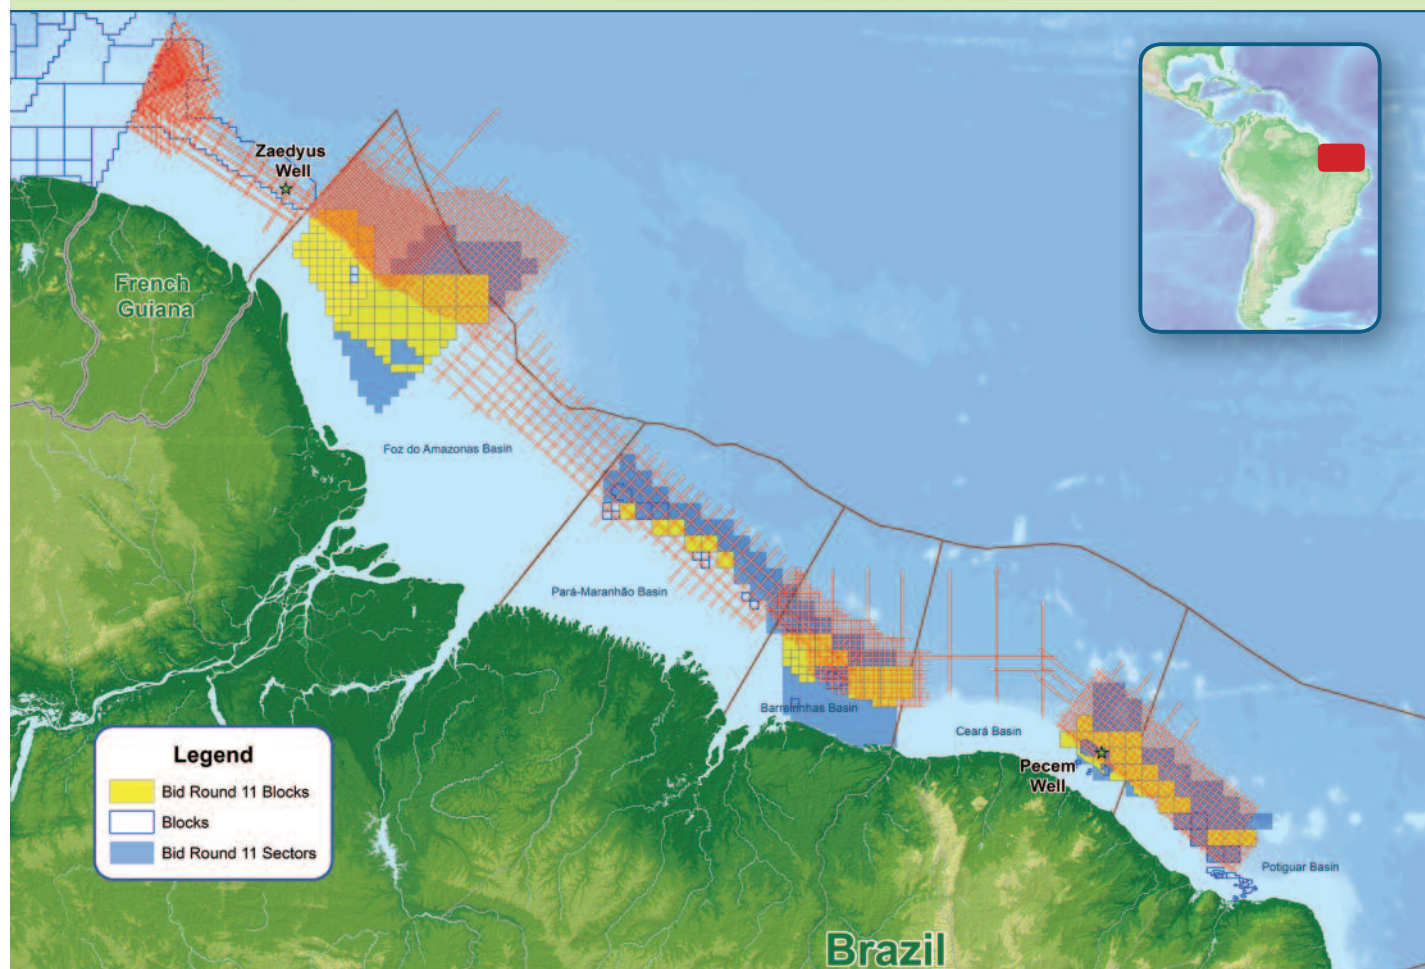 Zaedyus
Well
French
Guiana
Foz do Amazonas Basin
Pará-Maranhão Basin
Barreirinhas Basin
Ceará Basin
Pecem
Well
Potiguar Basin
Legend
Bid Round 11 Blocks
Blocks
Bid Round 11 Sectors
Brazil